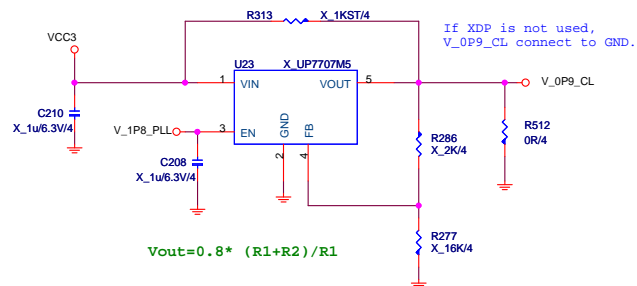 R313 X_1KST/4
If XDP is not used,
V_0P9_CL connect to GND.
VCC3
U23 X_UP7707M5
1 VIN VOUT 5
V_0P9_CL
C210
X_1u/6.3V/4
V_1P8_PLL
3 EN
GND
FB
2
4
R512
0R/4
R286
X_2K/4
C208
X_1u/6.3V/4
R277
X_16K/4
Vout=0.8* (R1+R2)/R1